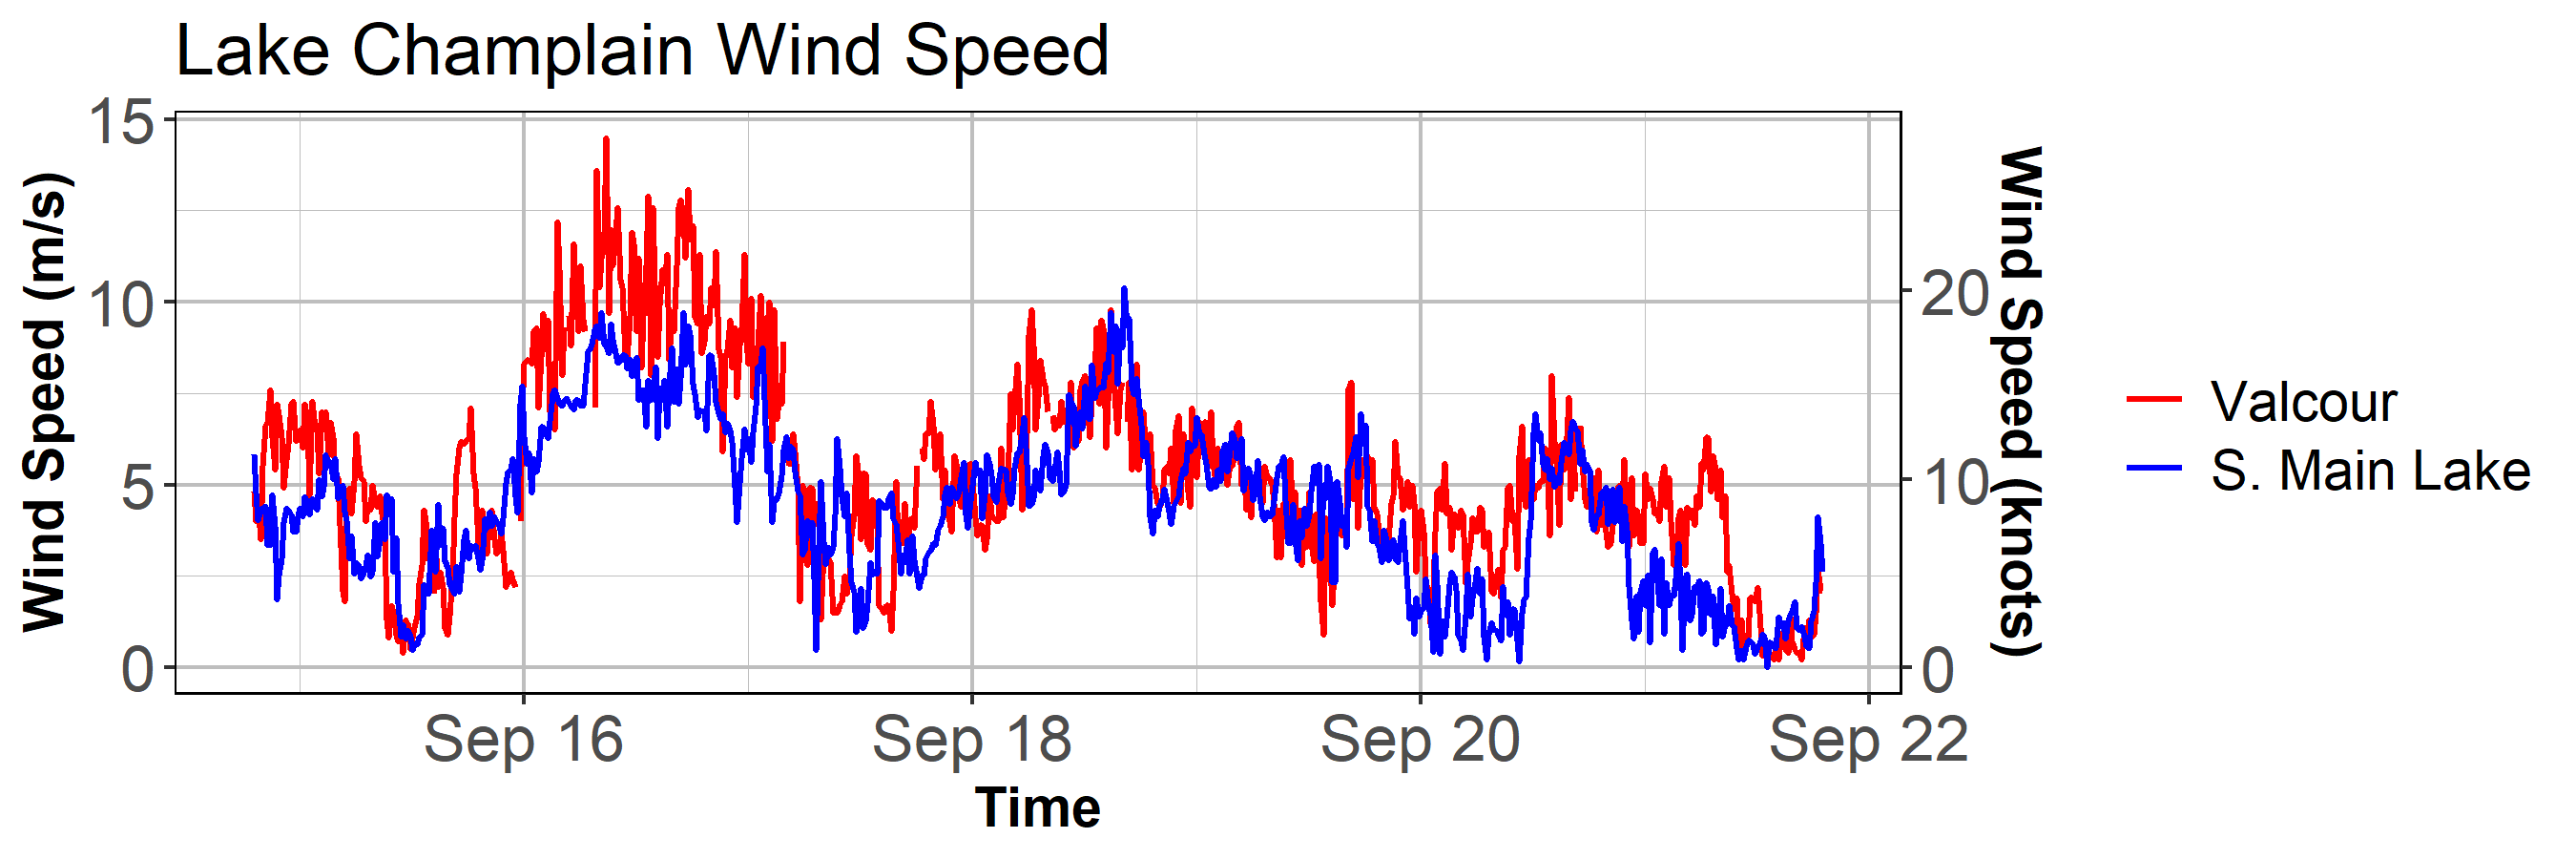 Lake Champlain Wind Speed
15
10
5
0
Wind Speed (m/s)
20
10
0
Wind Speed (knots)
Sep 16
Sep 18
Sep 20
Sep 22
Time
Valcour
S. Main Lake